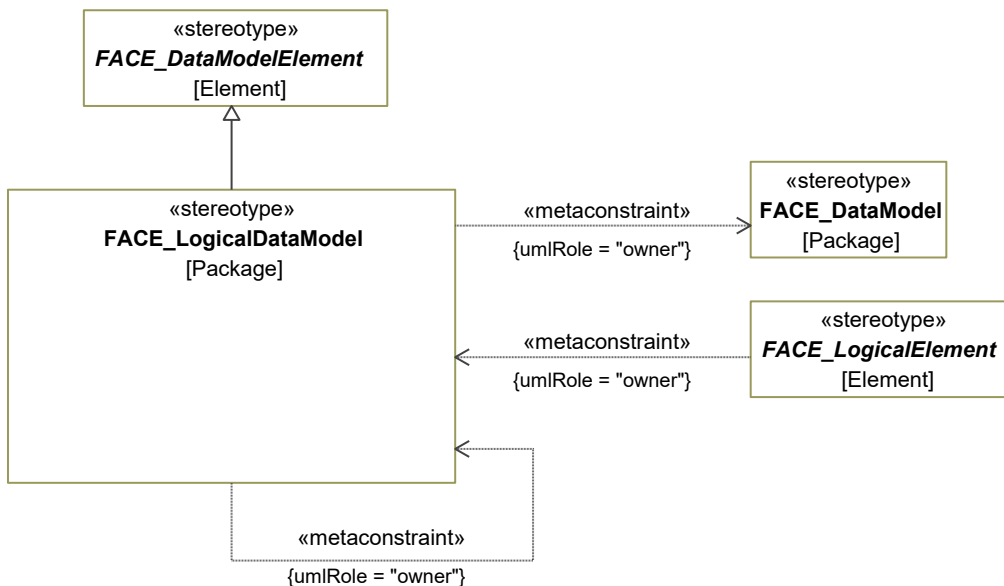 «stereotype»
FACE_DataModelElement
[Element]
«stereotype»
FACE_LogicalDataModel
[Package]
«metaconstraint»
{umlRole = "owner"}
«stereotype»
FACE_DataModel
[Package]
«metaconstraint»
{umlRole = "owner"}
«stereotype»
FACE_LogicalElement
[Element]
«metaconstraint»
{umlRole = "owner"}